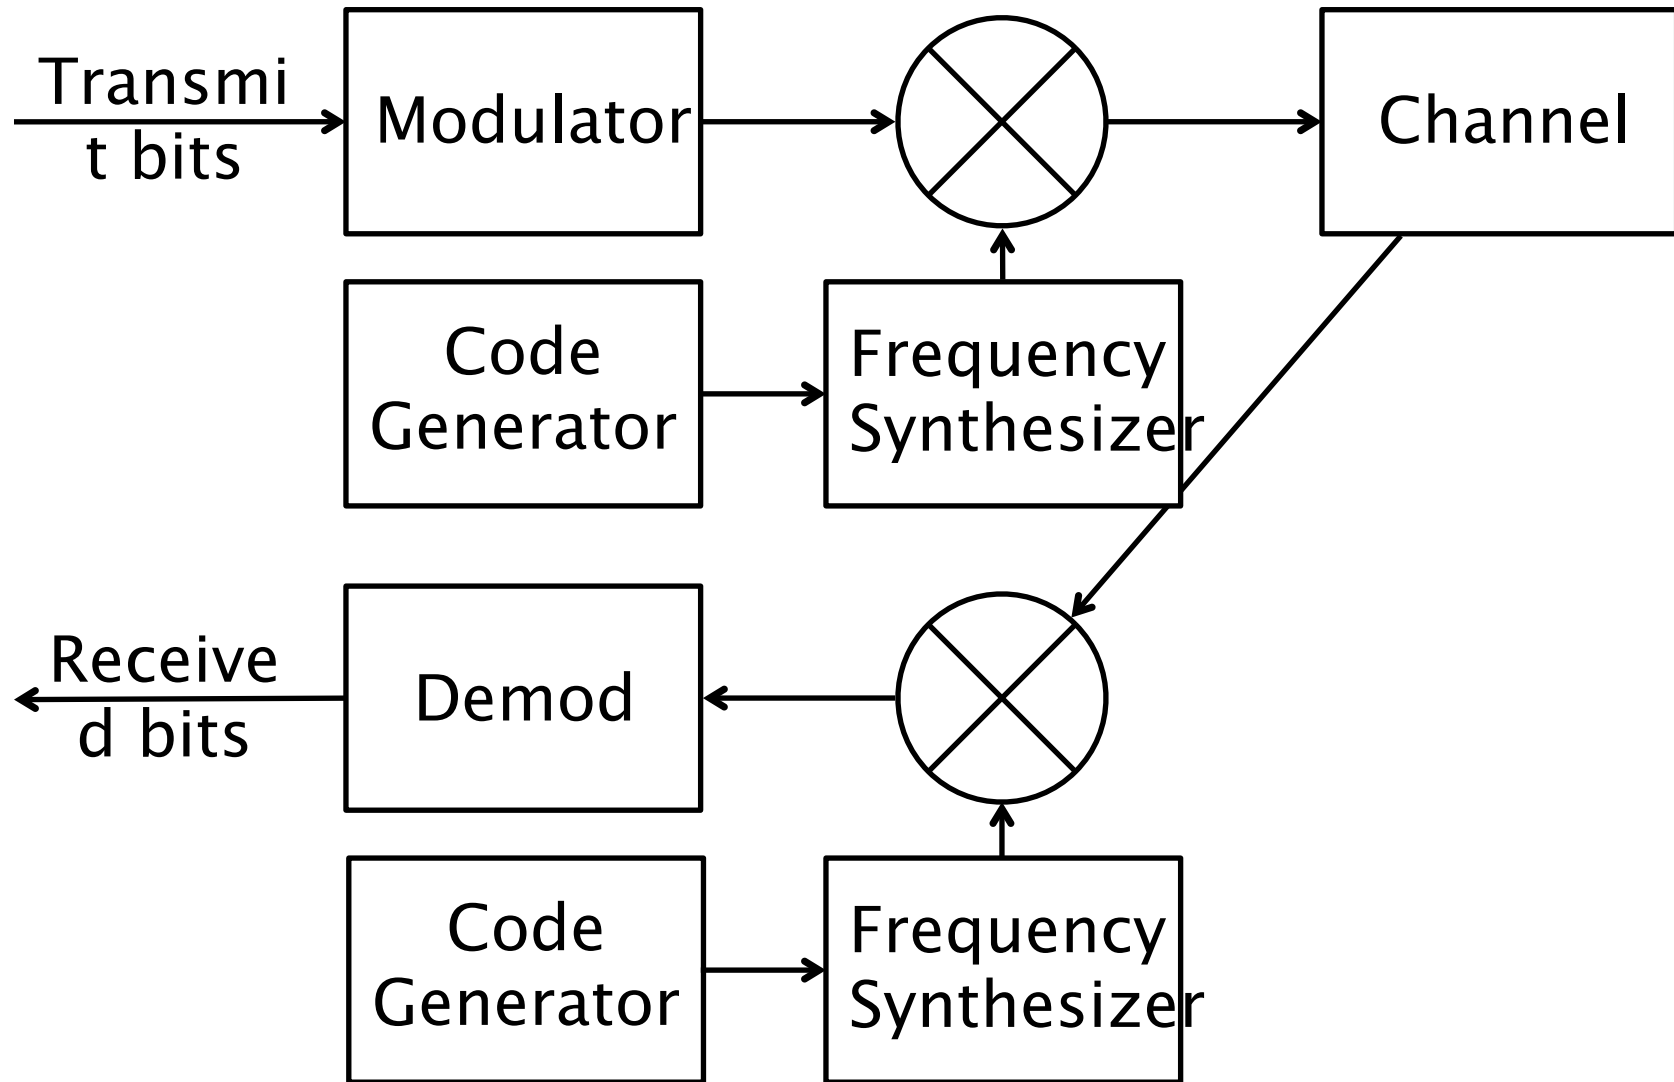 Transmi
t bits
Modulator
Channel
Code
Generator
Frequency
Synthesizer
Receive
d bits
Demod
Code
Generator
Frequency
Synthesizer